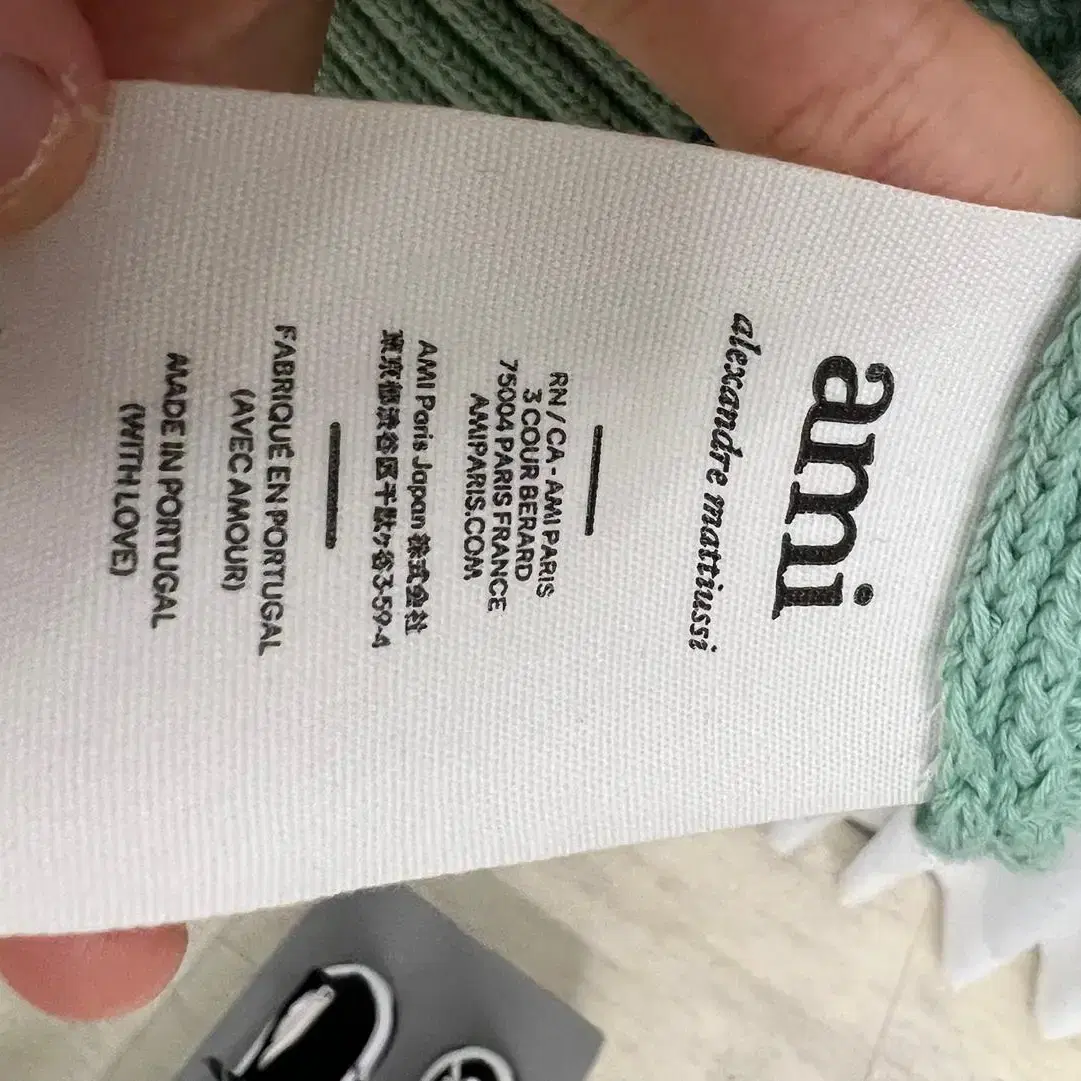 ami
alexandre mattiussi
RN / CA - AMI PARIS
3 COUR BERARD
75004 PARIS FRANCE
AMIPARIS.COM
AMI Paris Japan 株式会社
東京都渋谷区千駄ヶ谷3-59-4
FABRIQUÉ EN PORTUGAL
(AVEC AMOUR)
MADE IN PORTUGAL
(WITH LOVE)